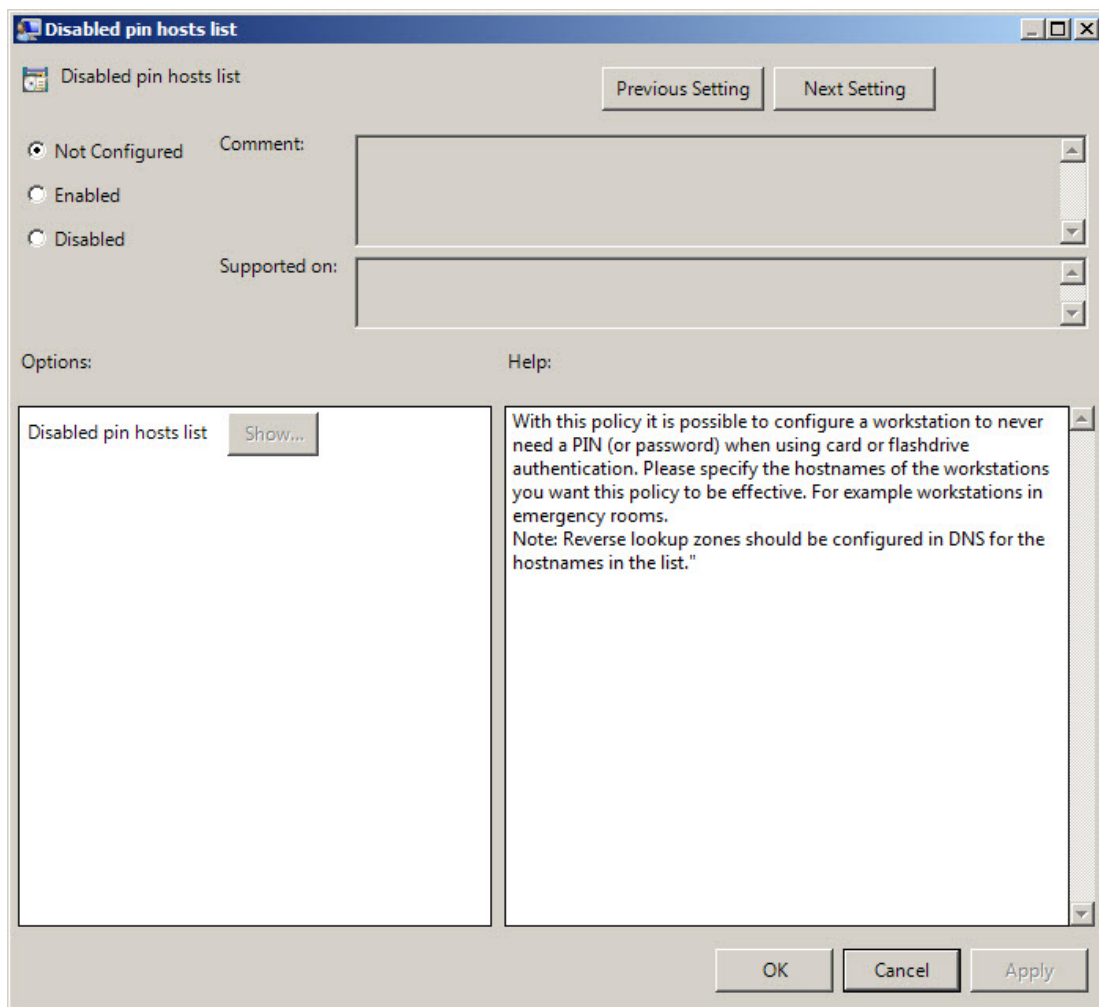 Disabled pin hosts list
Disabled pin hosts list
Previous Setting
Next Setting
Not Configured
Comment:
Enabled
Disabled
Supported on:
Options:
Help:
Disabled pin hosts list
Show...
With this policy it is possible to configure a workstation to never
need a PIN (or password) when using card or flashdrive
authentication. Please specify the hostnames of the workstations
you want this policy to be effective. For example workstations in
emergency rooms.
Note: Reverse lookup zones should be configured in DNS for the
hostnames in the list."
OK
Cancel
Apply